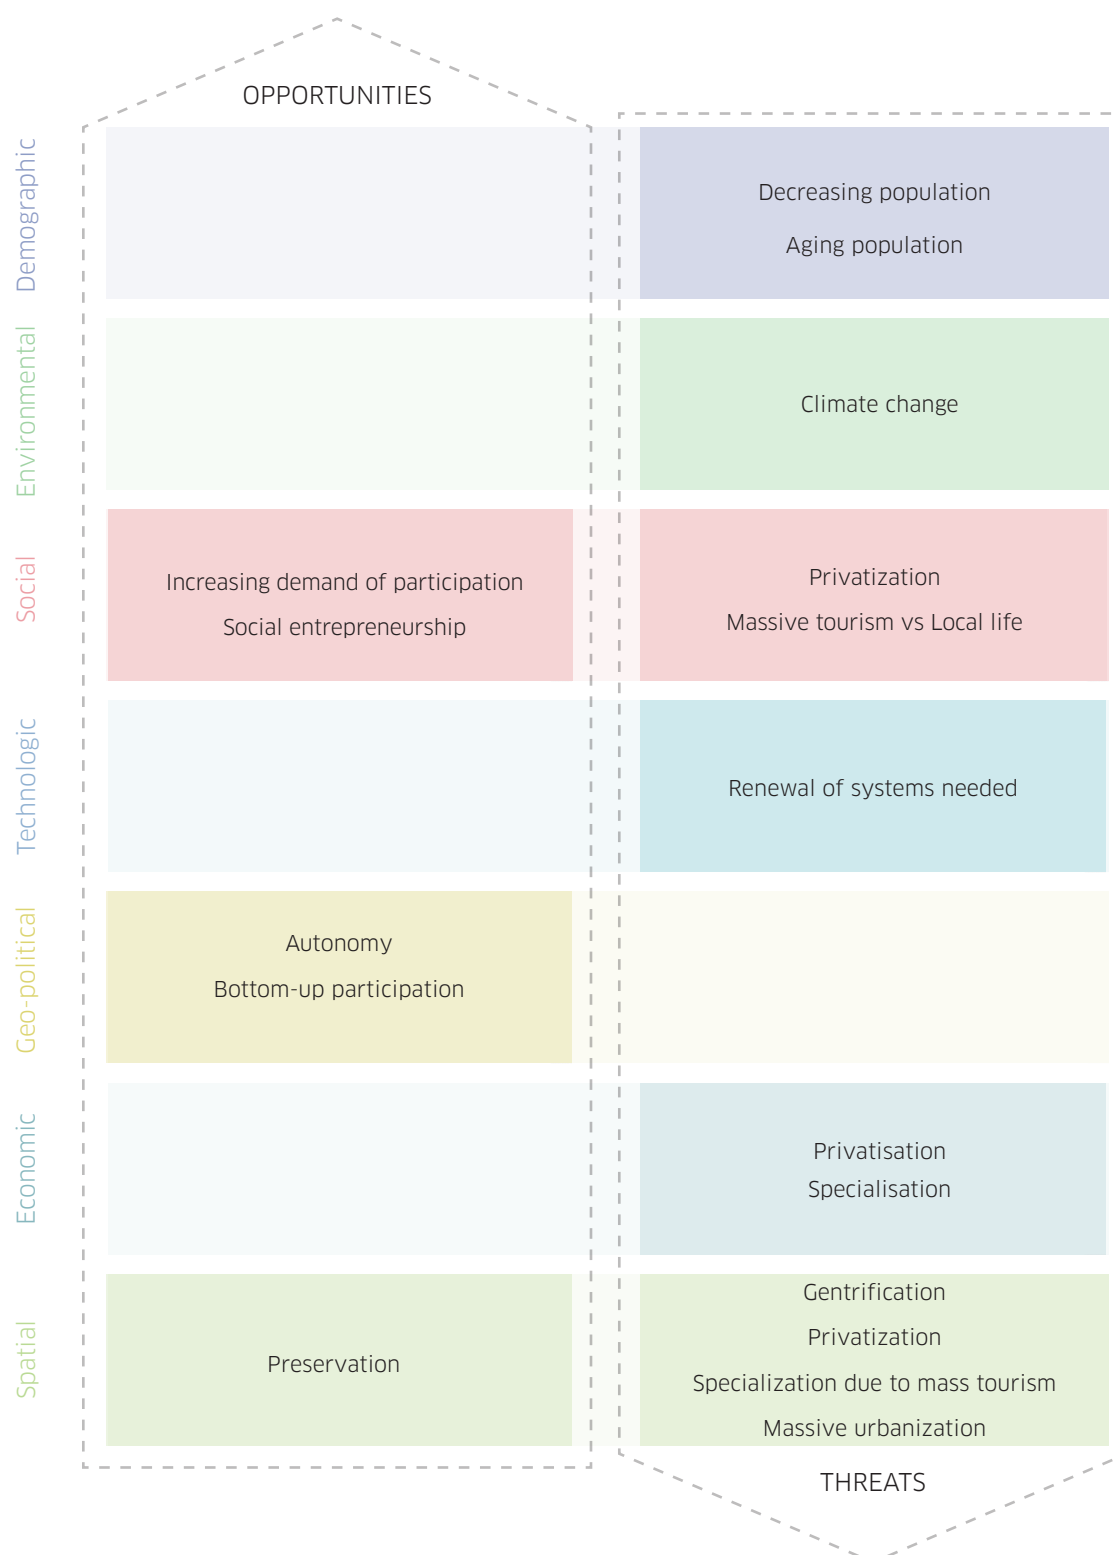 OPPORTUNITIES
Demographic
Decreasing population
Aging population
Environmental
Climate change
Social
Increasing demand of participation
Social entrepreneurship
Privatization
Massive tourism vs Local life
Technologic
Renewal of systems needed
Geo-political
Autonomy
Bottom-up participation
Economic
Privatisation
Specialisation
Spatial
Preservation
Gentrification
Privatization
Specialization due to mass tourism
Massive urbanization
THREATS